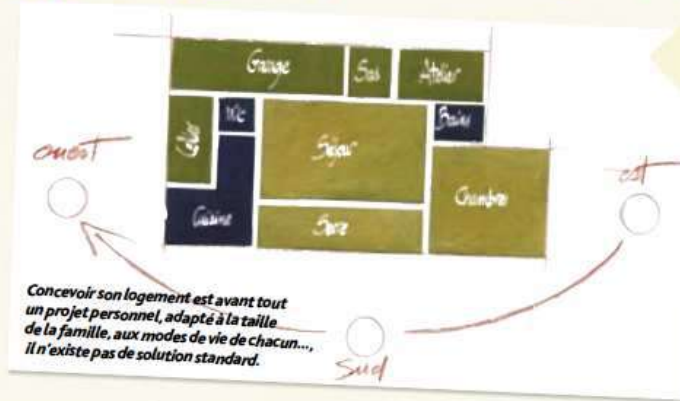 Garage Sas Atelier
Cellier WC Séjour Bains
ouest est
Cuisine Serre Chambres
Concevoir son logement est avant tout
un projet personnel, adapté à la taille
de la famille, aux modes de vie de chacun...,
il n'existe pas de solution standard.
Sud